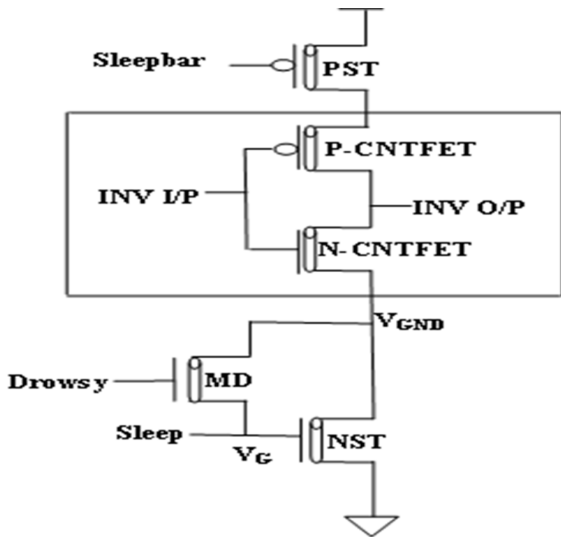 Sleepbar
PST
P-CNTFET
INV I/P
INV O/P
N-CNTFET
VGND
Drowsy
MD
Sleep
VG
NST